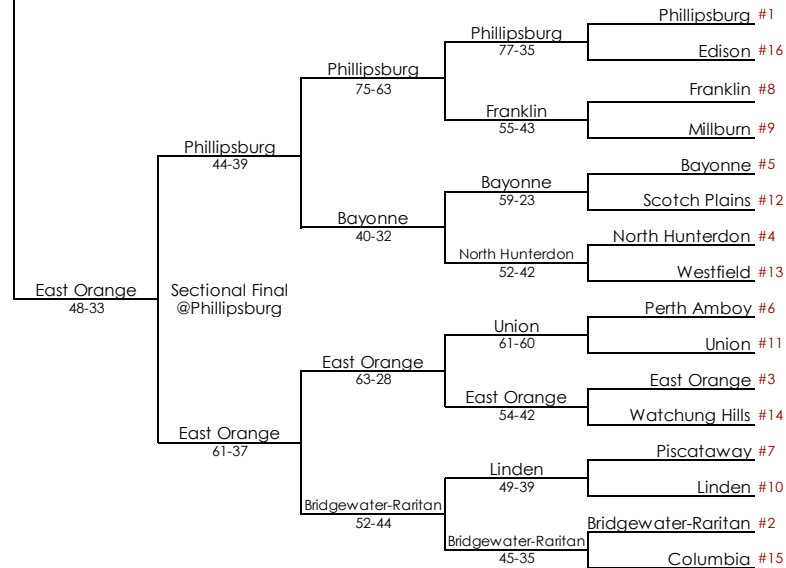 Phillipsburg #1
Phillipsburg
77-35
Edison #16
Phillipsburg
75-63
Franklin #8
Franklin
55-43
Millburn #9
Phillipsburg
44-39
Bayonne #5
Bayonne
59-23
Scotch Plains #12
Bayonne
40-32
North Hunterdon #4
North Hunterdon
52-42
Westfield #13
East Orange
48-33
Sectional Final
@Phillipsburg
Perth Amboy #6
Union
61-60
Union #11
East Orange
63-28
East Orange #3
East Orange
54-42
Watchung Hills #14
East Orange
61-37
Piscataway #7
Linden
49-39
Linden #10
Bridgewater-Raritan
52-44
Bridgewater-Raritan #2
Bridgewater-Raritan
45-35
Columbia #15